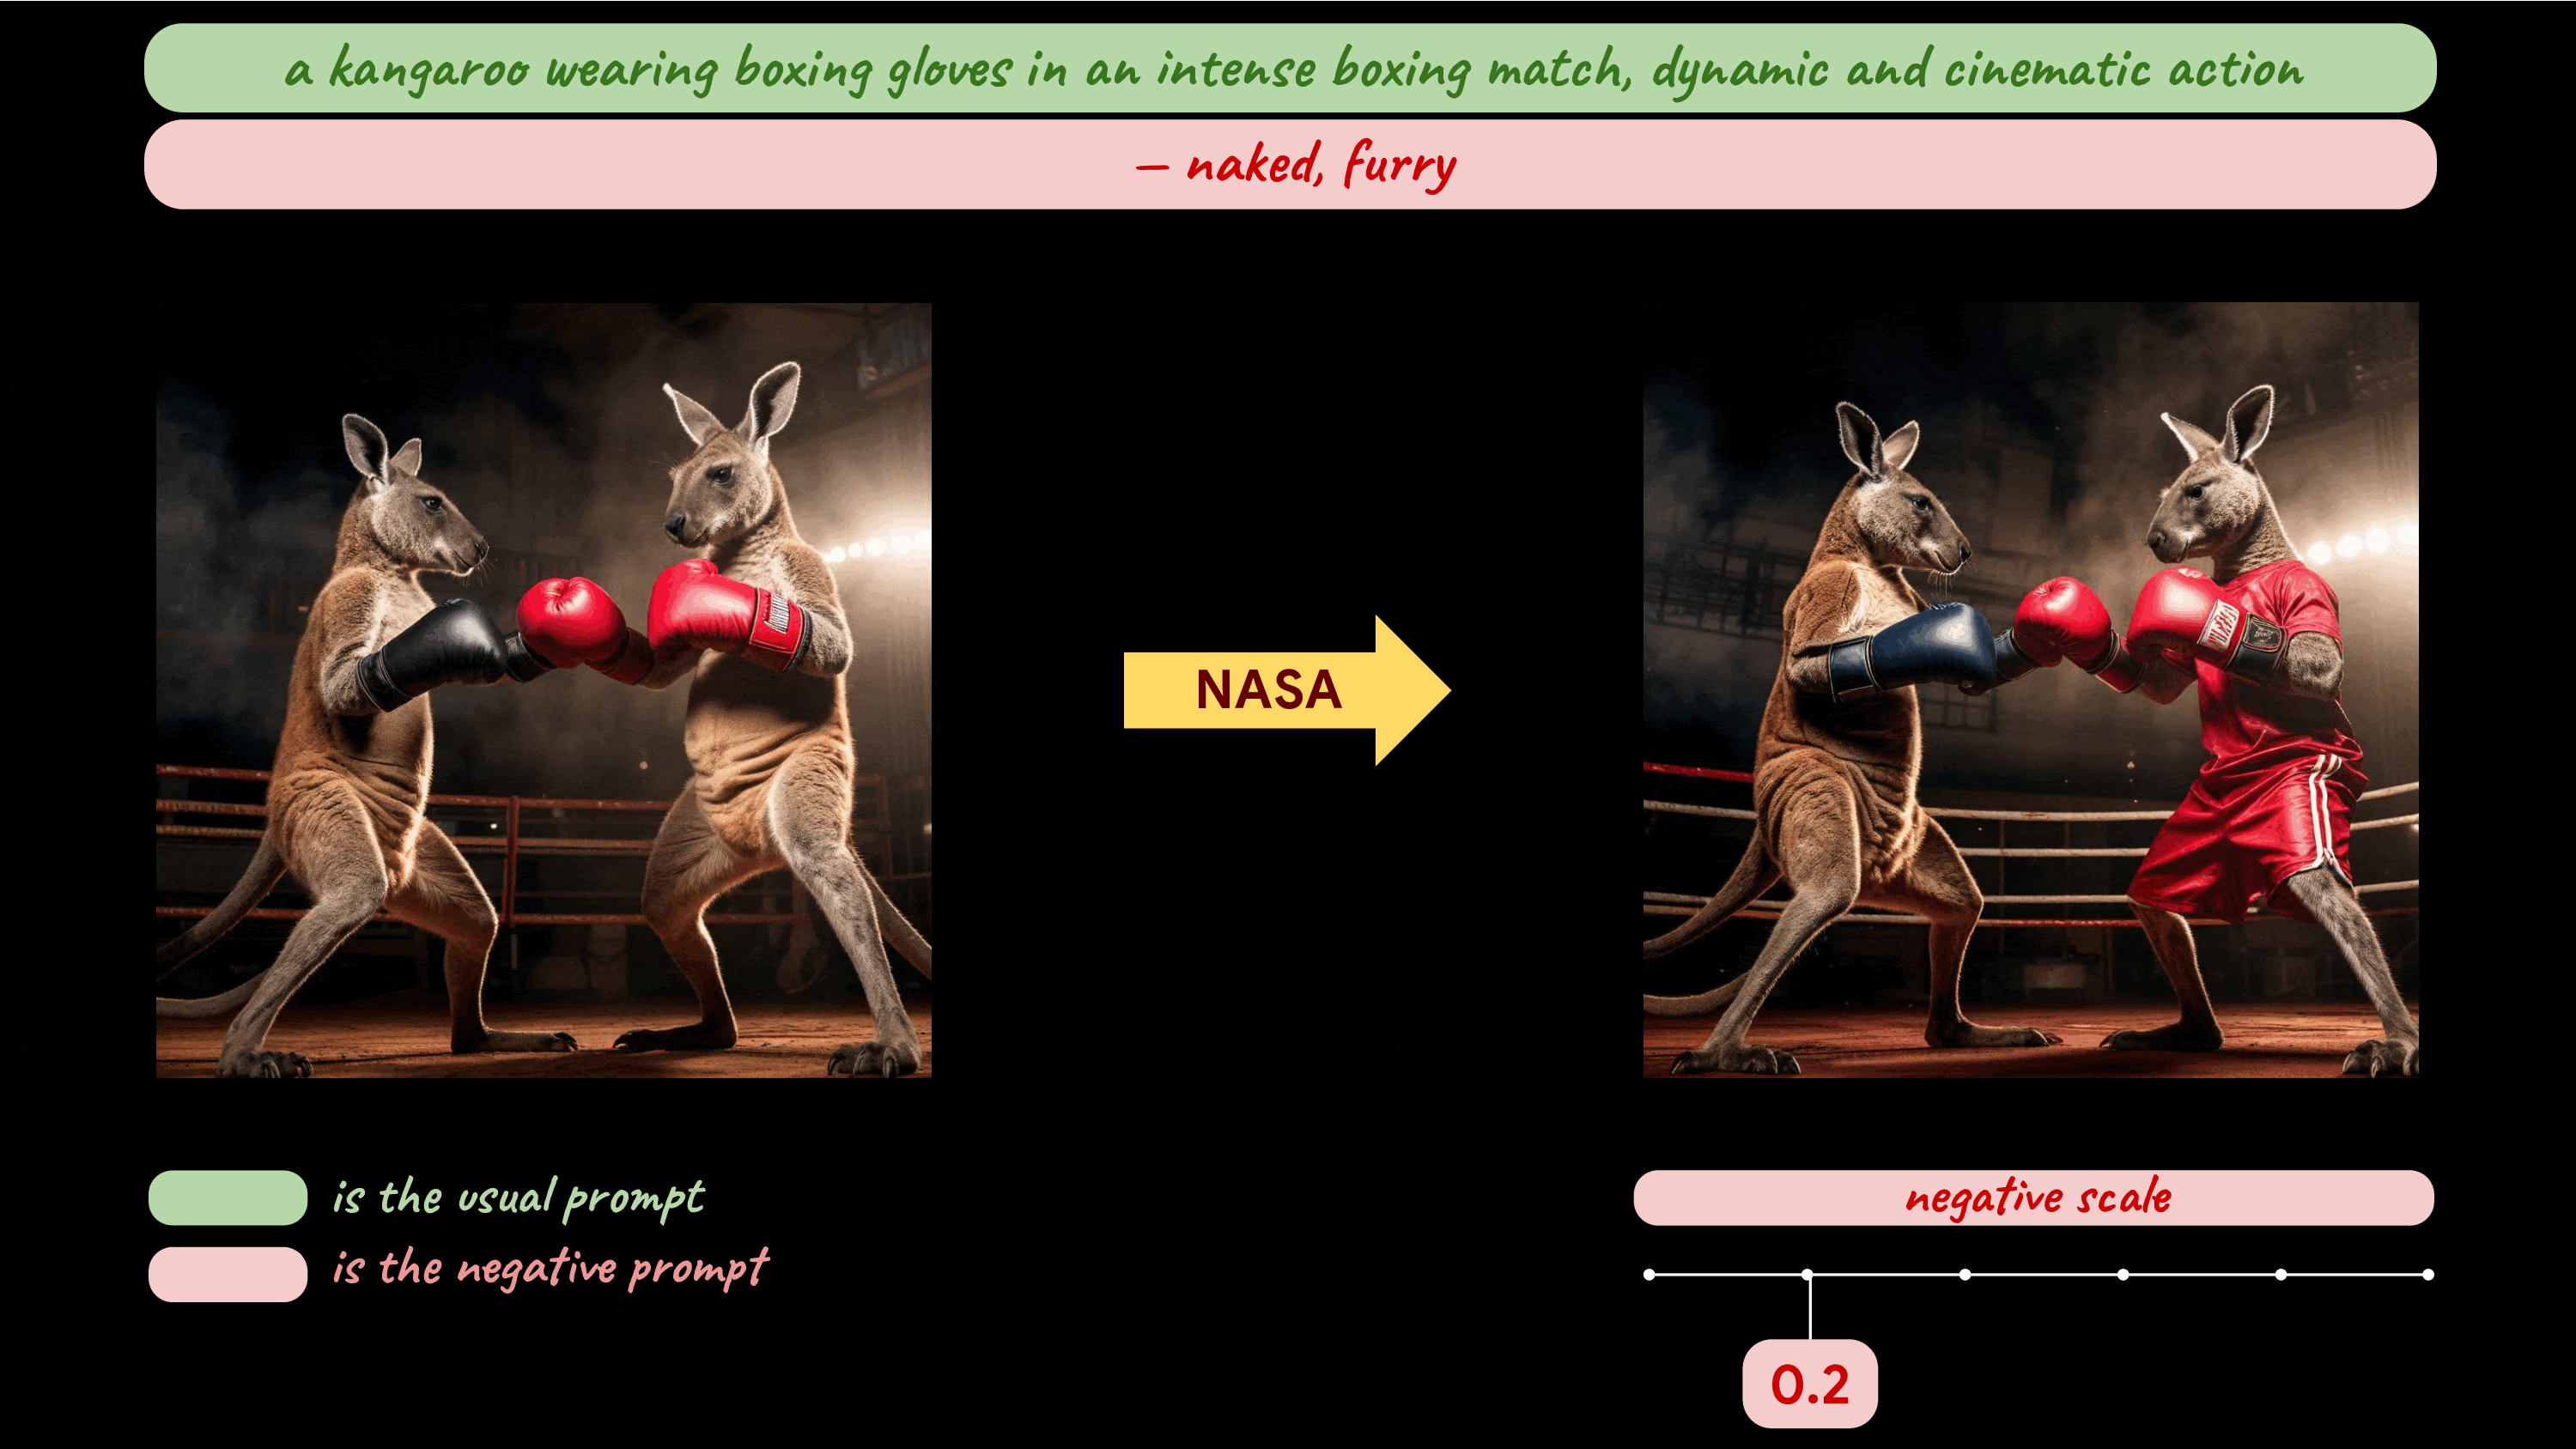 a kangaroo wearing boxing gloves in an intense boxing match, dynamic and cinematic action
– naked, furry
NASA
is the usual prompt
is the negative prompt
negative scale
0.2